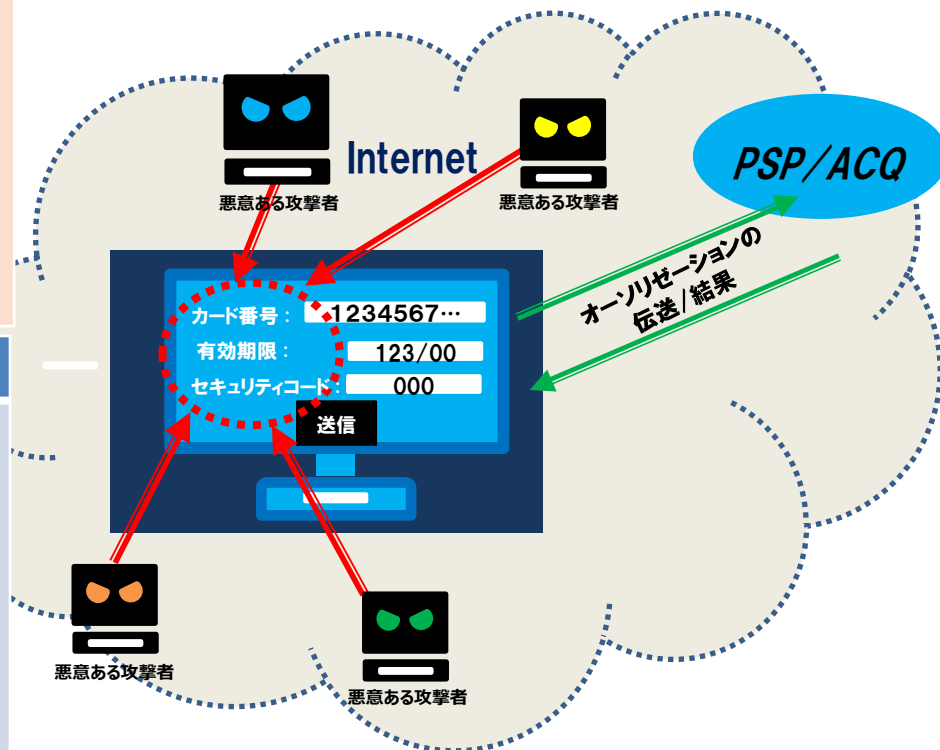 Internet
PSP/ACQ
悪意ある攻撃者
悪意ある攻撃者
オーソリゼーションの
伝送/結果
カード番号： 1234567…
有効期限： 123/00
セキュリティコード： 000
送信
悪意ある攻撃者
悪意ある攻撃者